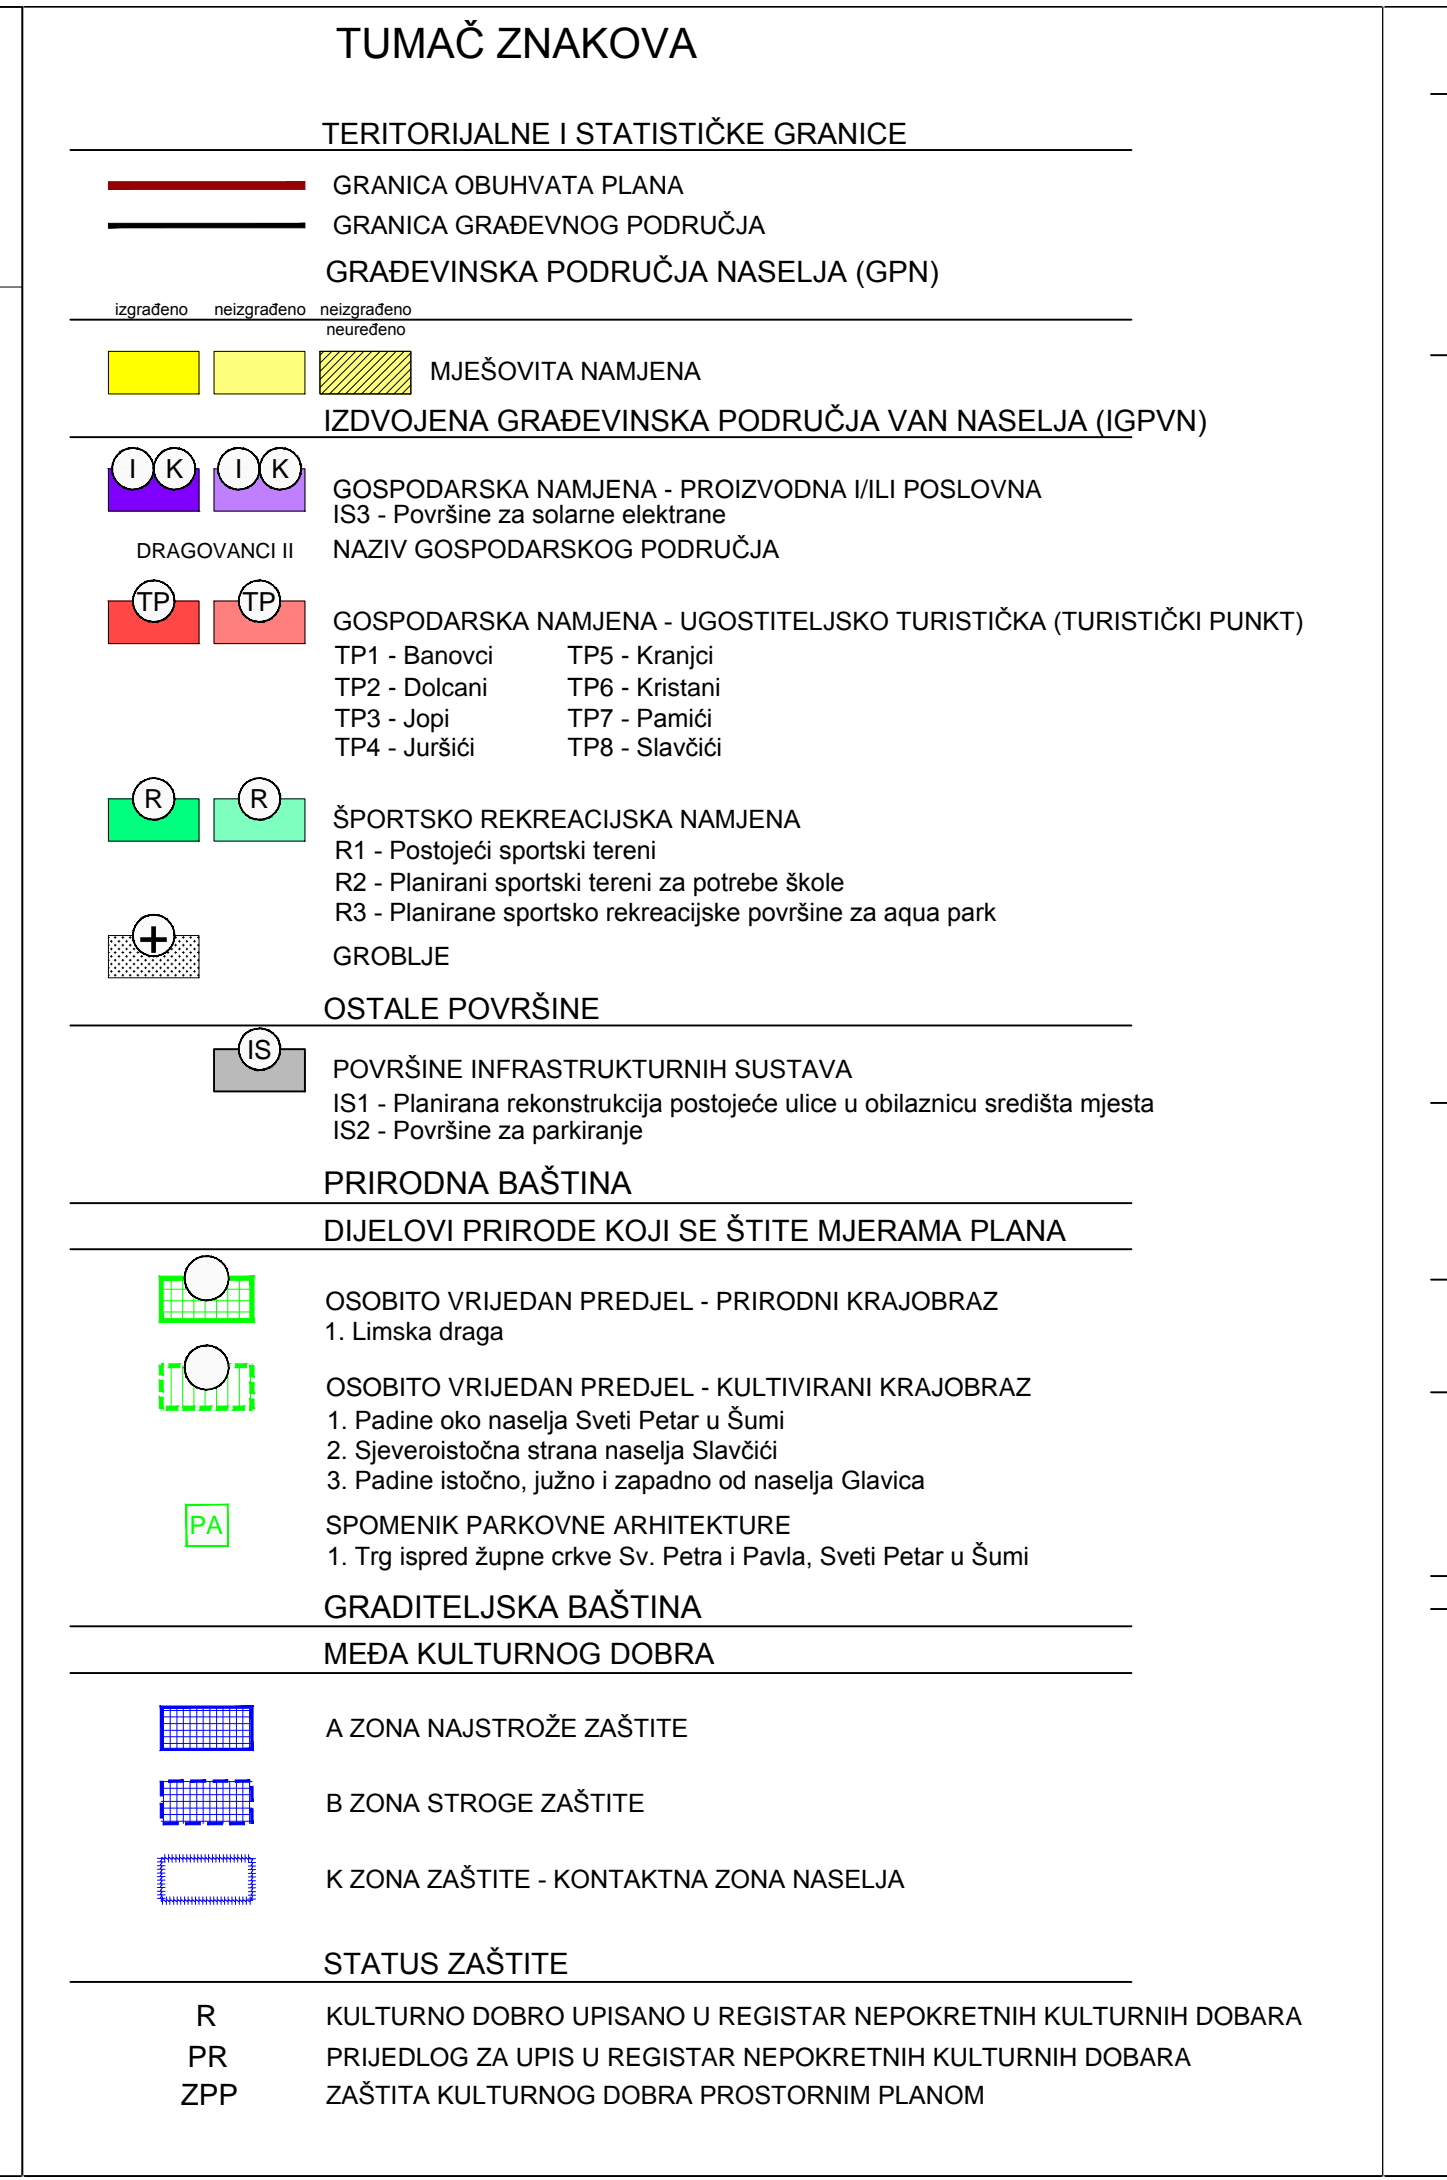 TUMAČ ZNAKOVA
TERITORIJALNE I STATISTIČKE GRANICE
GRANICA OBUHVATA PLANA
GRANICA GRAĐEVNOG PODRUČJA
GRAĐEVINSKA PODRUČJA NASELJA (GPN)
izgrađeno neizgrađeno neizgrađeno
neuređeno
MJEŠOVITA NAMJENA
IZDVOJENA GRAĐEVINSKA PODRUČJA VAN NASELJA (IGPVN)
I K I K
GOSPODARSKA NAMJENA - PROIZVODNA I/ILI POSLOVNA
IS3 - Površine za solarne elektrane
DRAGOVANCI II NAZIV GOSPODARSKOG PODRUČJA
TP TP
GOSPODARSKA NAMJENA - UGOSTITELJSKO TURISTIČKA (TURISTIČKI PUNKT)
TP1 - Banovci TP5 - Kranjci
TP2 - Dolcani TP6 - Kristani
TP3 - Jopi TP7 - Pamići
TP4 - Juršići TP8 - Slavčići
R R
ŠPORTSKO REKREACIJSKA NAMJENA
R1 - Postojeći sportski tereni
R2 - Planirani sportski tereni za potrebe škole
R3 - Planirane sportsko rekreacijske površine za aqua park
GROBLJE
OSTALE POVRŠINE
IS
POVRŠINE INFRASTRUKTURNIH SUSTAVA
IS1 - Planirana rekonstrukcija postojeće ulice u obilaznicu središta mjesta
IS2 - Površine za parkiranje
PRIRODNA BAŠTINA
DIJELOVI PRIRODE KOJI SE ŠTITE MJERAMA PLANA
OSOBITO VRIJEDAN PREDJEL - PRIRODNI KRAJOBRAZ
1. Limska draga
OSOBITO VRIJEDAN PREDJEL - KULTIVIRANI KRAJOBRAZ
1. Padine oko naselja Sveti Petar u Šumi
2. Sjeveroistočna strana naselja Slavčići
3. Padine istočno, južno i zapadno od naselja Glavica
PA SPOMENIK PARKOVNE ARHITEKTURE
1. Trg ispred župne crkve Sv. Petra i Pavla, Sveti Petar u Šumi
GRADITELJSKA BAŠTINA
MEĐA KULTURNOG DOBRA
A ZONA NAJSTROŽE ZAŠTITE
B ZONA STROGE ZAŠTITE
K ZONA ZAŠTITE - KONTAKTNA ZONA NASELJA
STATUS ZAŠTITE
R KULTURNO DOBRO UPISANO U REGISTAR NEPOKRETNIH KULTURNIH DOBARA
PR PRIJEDLOG ZA UPIS U REGISTAR NEPOKRETNIH KULTURNIH DOBARA
ZPP ZAŠTITA KULTURNOG DOBRA PROSTORNIM PLANOM